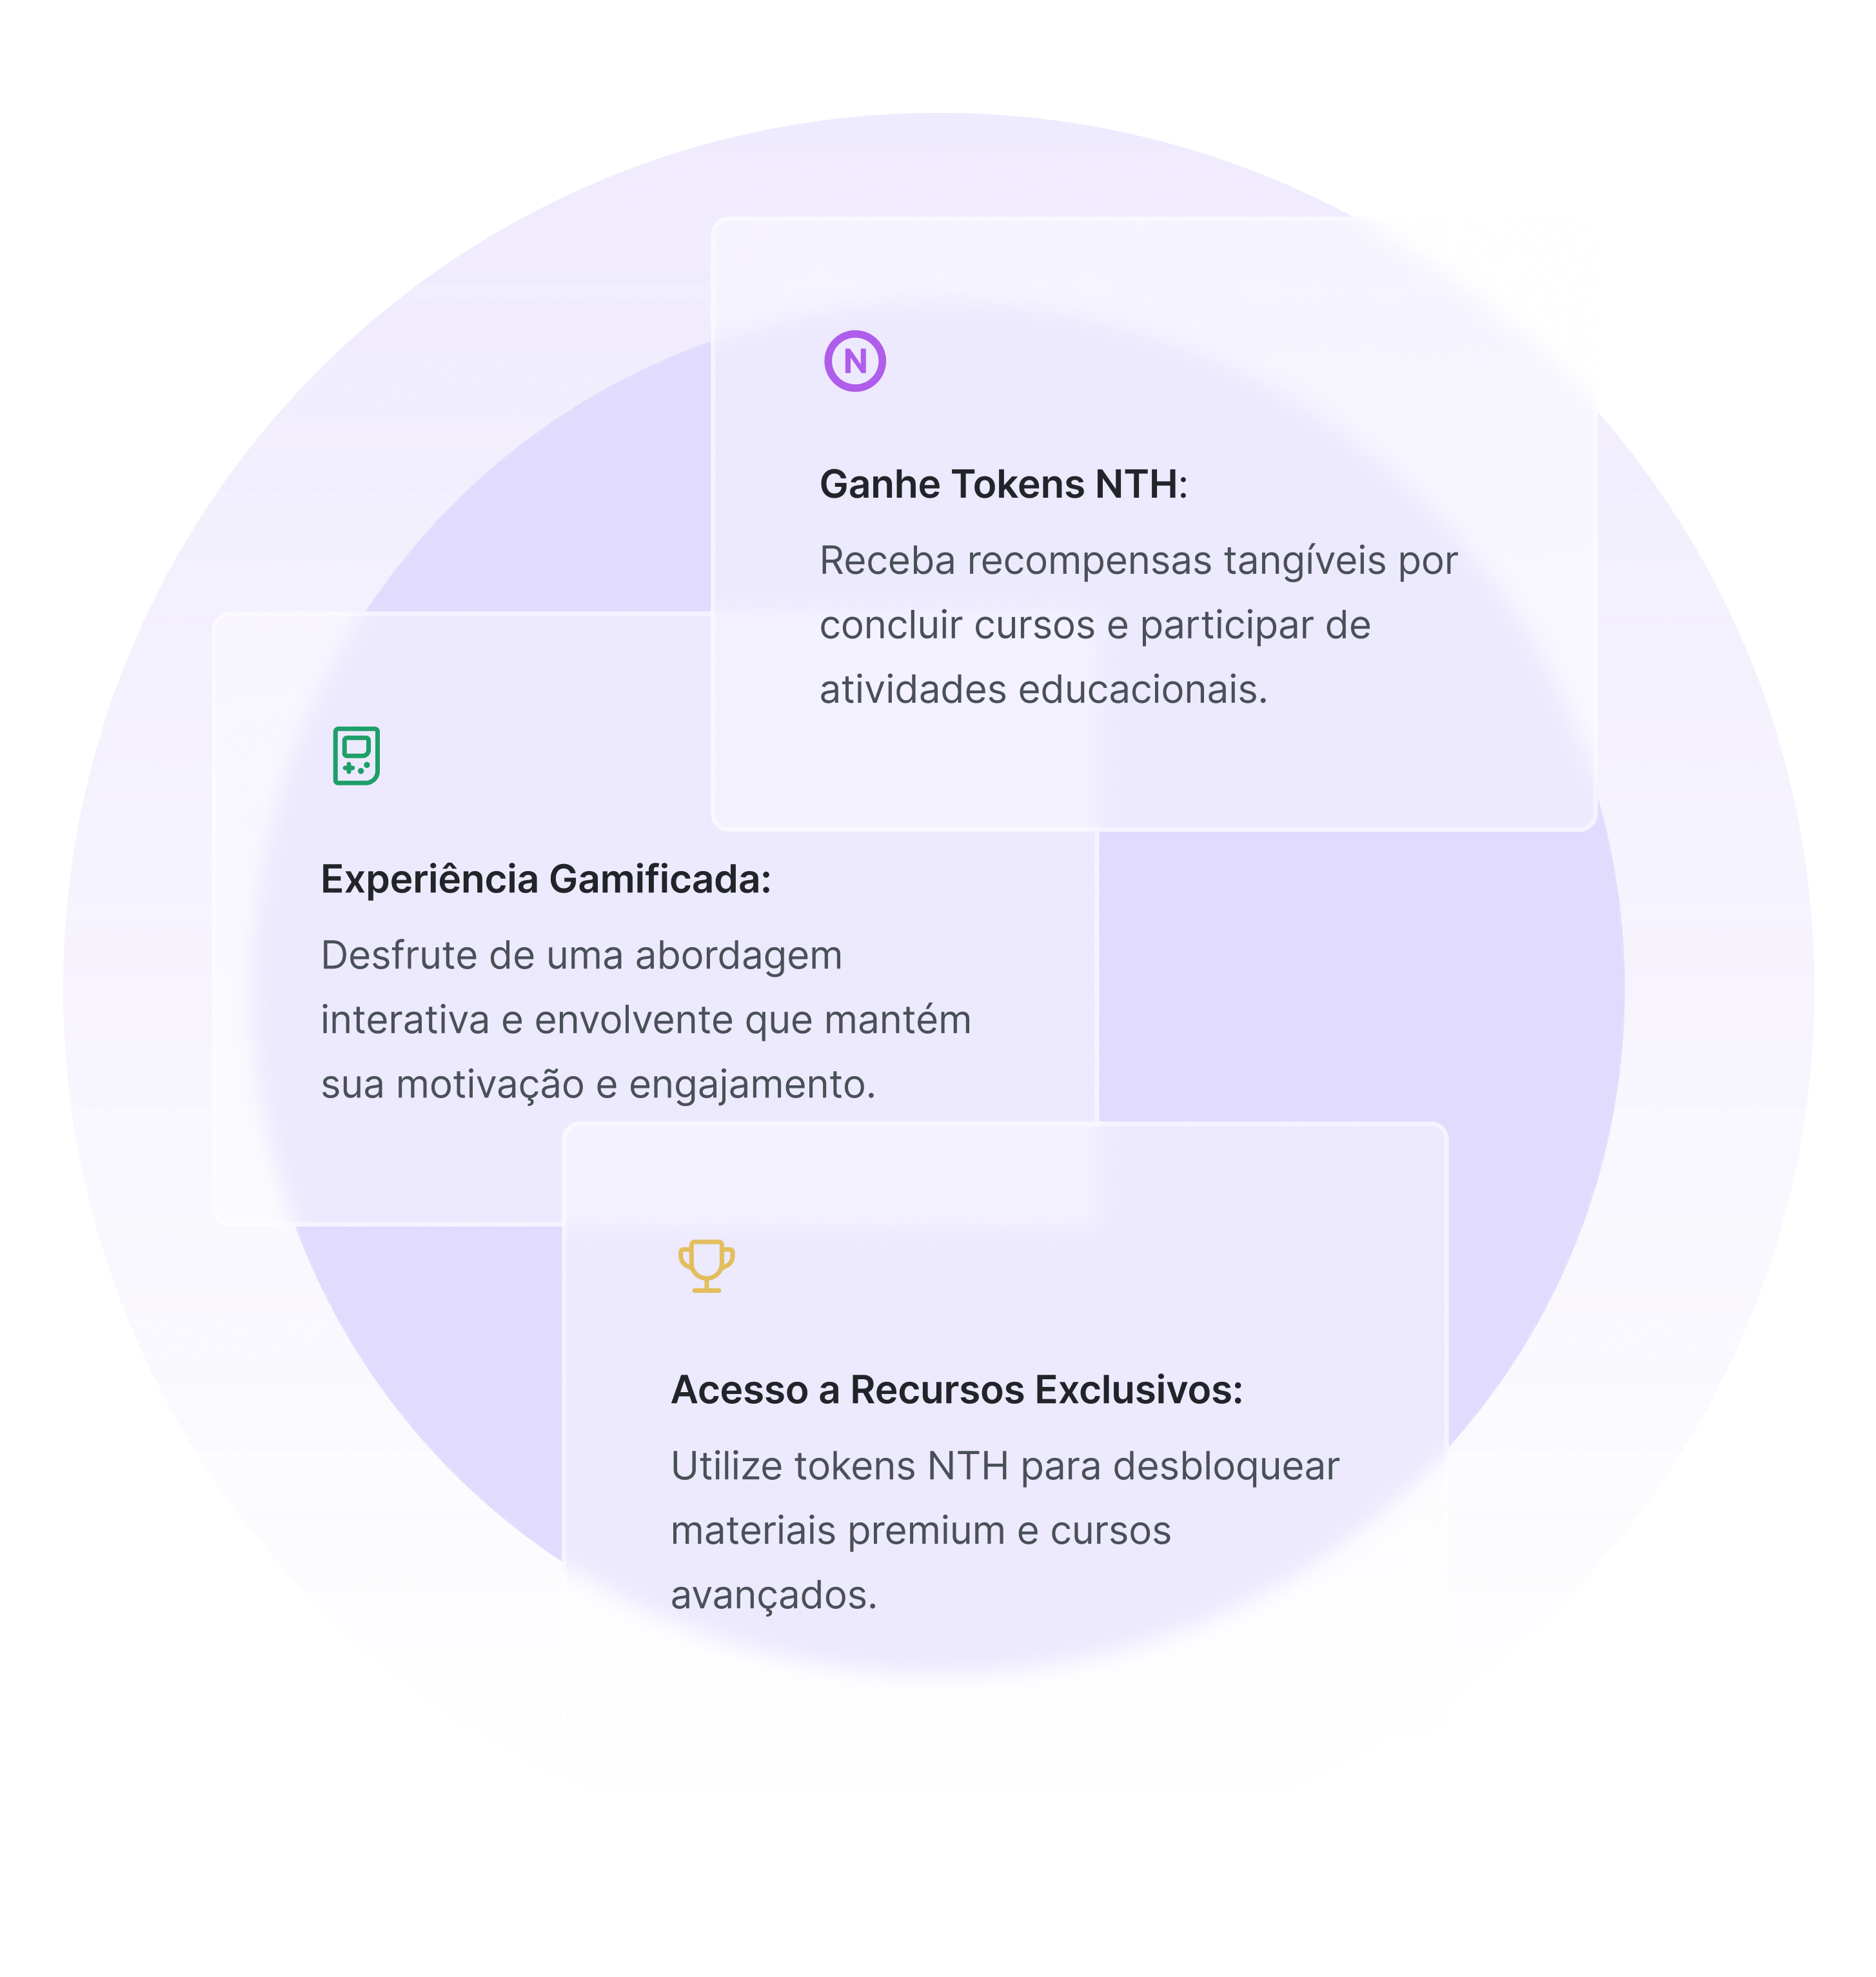 N
Ganhe Tokens NTH:
Receba recompensas tangíveis por
concluir cursos e participar de
atividades educacionais.
Experiência Gamificada:
Desfrute de uma abordagem
interativa e envolvente que mantém
sua motivação e engajamento.
Acesso a Recursos Exclusivos:
Utilize tokens NTH para desbloquear
materiais premium e cursos
avançados.